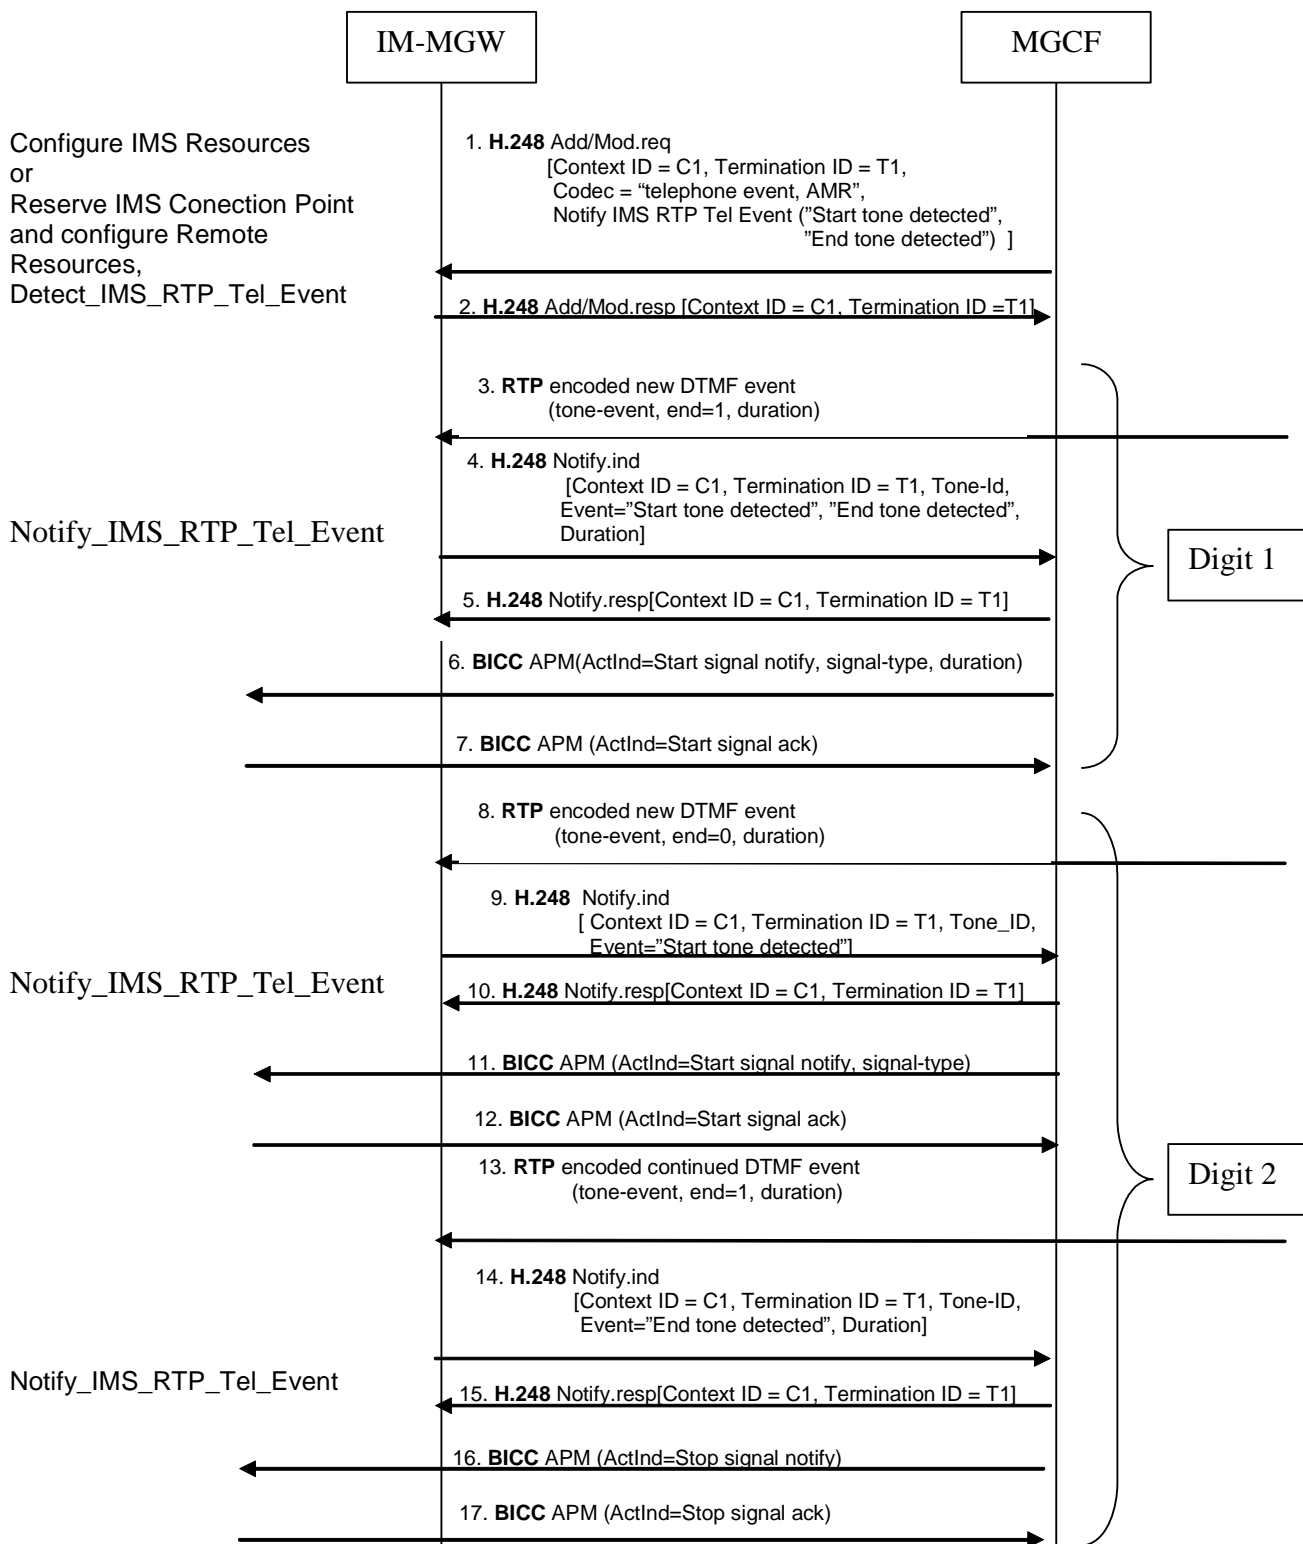 IM-MGW
MGCF
Configure IMS Resources
or
Reserve IMS Conection Point
and configure Remote
Resources,
Detect_IMS_RTP_Tel_Event
1. H.248 Add/Mod.req
[Context ID = C1, Termination ID = T1,
Codec = “telephone event, AMR”,
Notify IMS RTP Tel Event (”Start tone detected”,
”End tone detected”) ]
2. H.248 Add/Mod.resp [Context ID = C1, Termination ID =T1]
3. RTP encoded new DTMF event
(tone-event, end=1, duration)
4. H.248 Notify.ind
[Context ID = C1, Termination ID = T1, Tone-Id,
Event=”Start tone detected”, ”End tone detected”,
Duration]
Notify_IMS_RTP_Tel_Event
Digit 1
5. H.248 Notify.resp[Context ID = C1, Termination ID = T1]
6. BICC APM(ActInd=Start signal notify, signal-type, duration)
7. BICC APM (ActInd=Start signal ack)
8. RTP encoded new DTMF event
(tone-event, end=0, duration)
9. H.248 Notify.ind
[ Context ID = C1, Termination ID = T1, Tone_ID,
Event=”Start tone detected”]
Notify_IMS_RTP_Tel_Event
10. H.248 Notify.resp[Context ID = C1, Termination ID = T1]
11. BICC APM (ActInd=Start signal notify, signal-type)
12. BICC APM (ActInd=Start signal ack)
13. RTP encoded continued DTMF event
(tone-event, end=1, duration)
Digit 2
14. H.248 Notify.ind
[Context ID = C1, Termination ID = T1, Tone-ID,
Event=”End tone detected”, Duration]
Notify_IMS_RTP_Tel_Event
15. H.248 Notify.resp[Context ID = C1, Termination ID = T1]
16. BICC APM (ActInd=Stop signal notify)
17. BICC APM (ActInd=Stop signal ack)